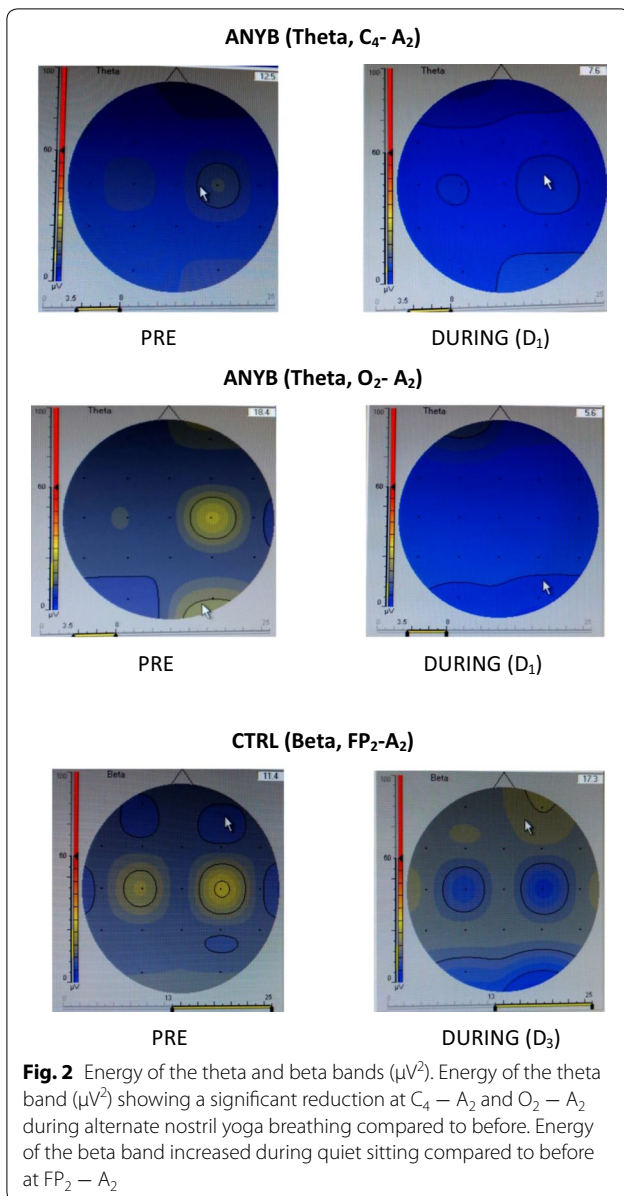 ANYB (Theta, C₄- A₂)
100 Theta 12.5
60
0
µV
0 3.5 8 25
PRE
100 Theta 7.6
60
0
µV
0 3.5 8 25
DURING (D₁)
ANYB (Theta, O₂- A₂)
100 Theta 18.4
60
0
µV
0 3.5 8 25
PRE
100 Theta 5.6
60
0
µV
0 3.5 8 25
DURING (D₁)
CTRL (Beta, FP₂-A₂)
100 Beta 11.4
60
0
µV
0 13 25
PRE
100 Beta 17.3
60
0
µV
0 13 25
DURING (D₃)
Fig. 2 Energy of the theta and beta bands (µV²). Energy of the theta
band (µV²) showing a significant reduction at C₄ − A₂ and O₂ − A₂
during alternate nostril yoga breathing compared to before. Energy
of the beta band increased during quiet sitting compared to before
at FP₂ − A₂